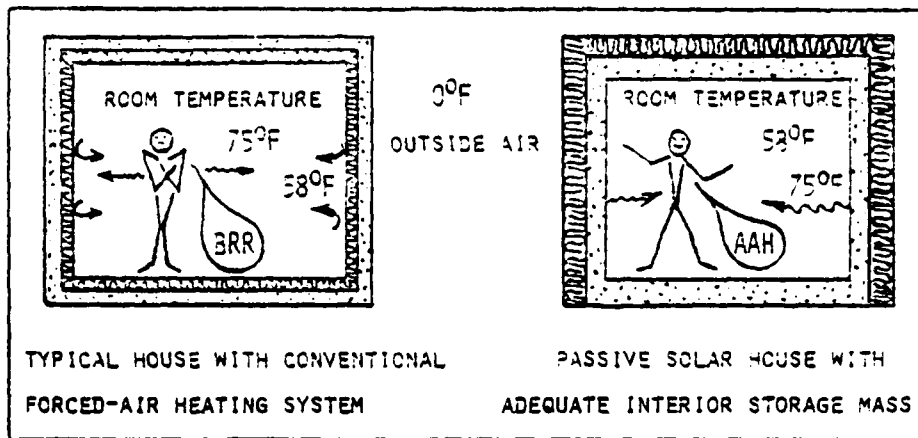 ROOM TEMPERATURE
75°F
58°F
BRR
0°F
OUTSIDE AIR
ROOM TEMPERATURE
58°F
75°F
AAH
TYPICAL HOUSE WITH CONVENTIONAL
FORCED-AIR HEATING SYSTEM
PASSIVE SOLAR HOUSE WITH
ADEQUATE INTERIOR STORAGE MASS